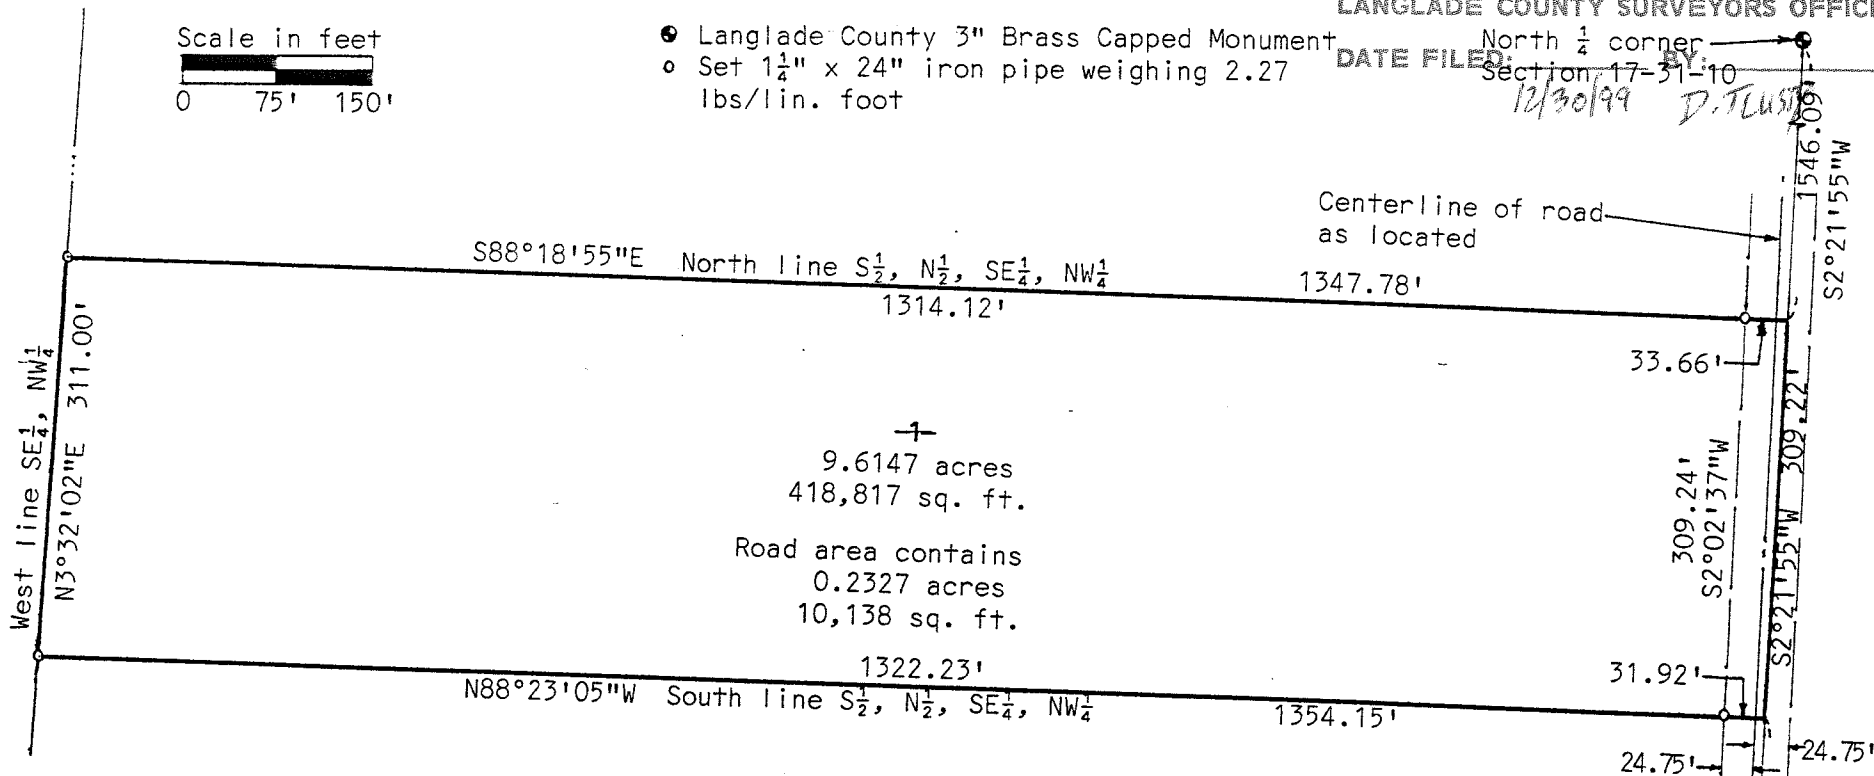 LANGLADE COUNTY SURVEYORS OFFICE
DATE FILED: BY:
12/30/99 D. TLUSTY
Scale in feet
0 75' 150'
Langlade County 3" Brass Capped Monument
Set 1¼" x 24" iron pipe weighing 2.27
lbs/lin. foot
North ¼ corner
Section 17-31-10
1546.09'
S2°21'55"W
Centerline of road
as located
S88°18'55"E North line S½, N½, SE¼, NW¼
1347.78'
1314.12'
33.66'
West line SE¼, NW¼
N3°32'02"E 311.00'
1
9.6147 acres
418,817 sq. ft.
Road area contains
0.2327 acres
10,138 sq. ft.
309.24'
S2°02'37"W
S2°21'55"W 309.22'
1322.23'
31.92'
N88°23'05"W South line S½, N½, SE¼, NW¼
1354.15'
24.75'
24.75'